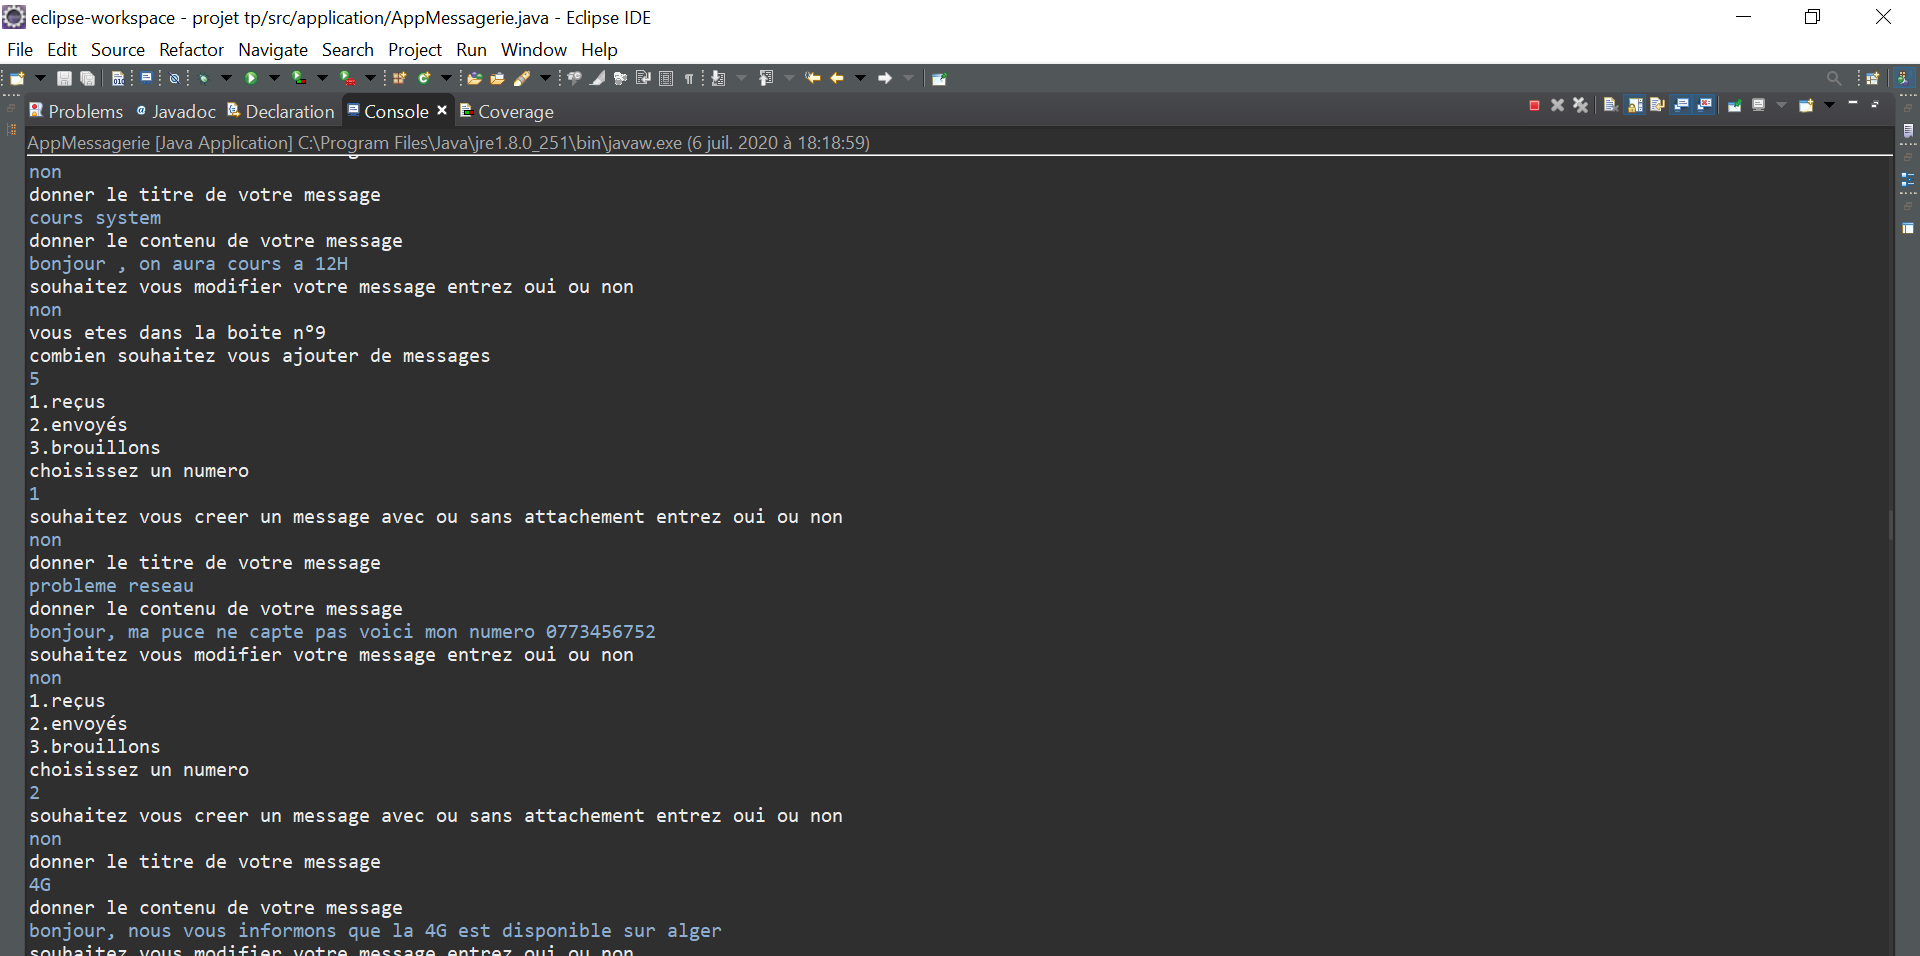 eclipse-workspace - projet tp/src/application/AppMessagerie.java - Eclipse IDE
File Edit Source Refactor Navigate Search Project Run Window Help
Problems Javadoc Declaration Console Coverage
AppMessagerie [Java Application] C:\Program Files\Java\jre1.8.0_251\bin\javaw.exe (6 juil. 2020 à 18:18:59)
non
donner le titre de votre message
cours system
donner le contenu de votre message
bonjour , on aura cours a 12H
souhaitez vous modifier votre message entrez oui ou non
non
vous etes dans la boite n°9
combien souhaitez vous ajouter de messages
5
1.reçus
2.envoyés
3.brouillons
choisissez un numero
1
souhaitez vous creer un message avec ou sans attachement entrez oui ou non
non
donner le titre de votre message
probleme reseau
donner le contenu de votre message
bonjour, ma puce ne capte pas voici mon numero 0773456752
souhaitez vous modifier votre message entrez oui ou non
non
1.reçus
2.envoyés
3.brouillons
choisissez un numero
2
souhaitez vous creer un message avec ou sans attachement entrez oui ou non
non
donner le titre de votre message
4G
donner le contenu de votre message
bonjour, nous vous informons que la 4G est disponible sur alger
souhaitez vous modifier votre message entrez oui ou non